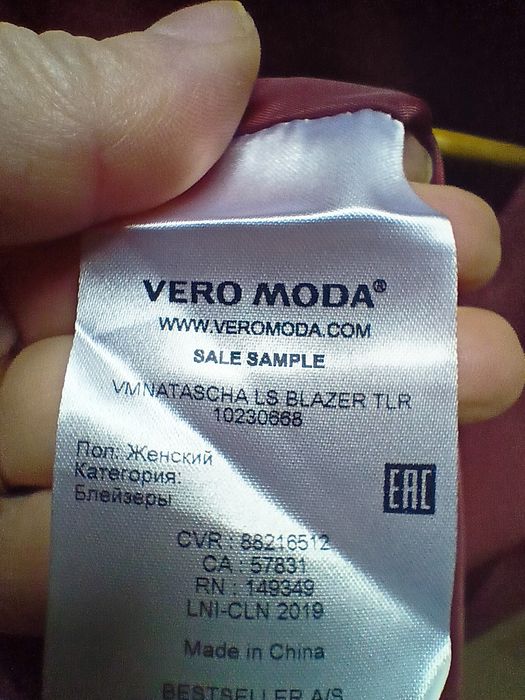 VERO MODA®
WWW.VEROMODA.COM
SALE SAMPLE
VMNATASCHA LS BLAZER TLR
10230668
Пол: Женский
Категория:
Блейзеры
EAC
CVR : 88216512
CA : 57831
RN : 149349
LNI-CLN 2019
Made in China
BESTSELLER A/S